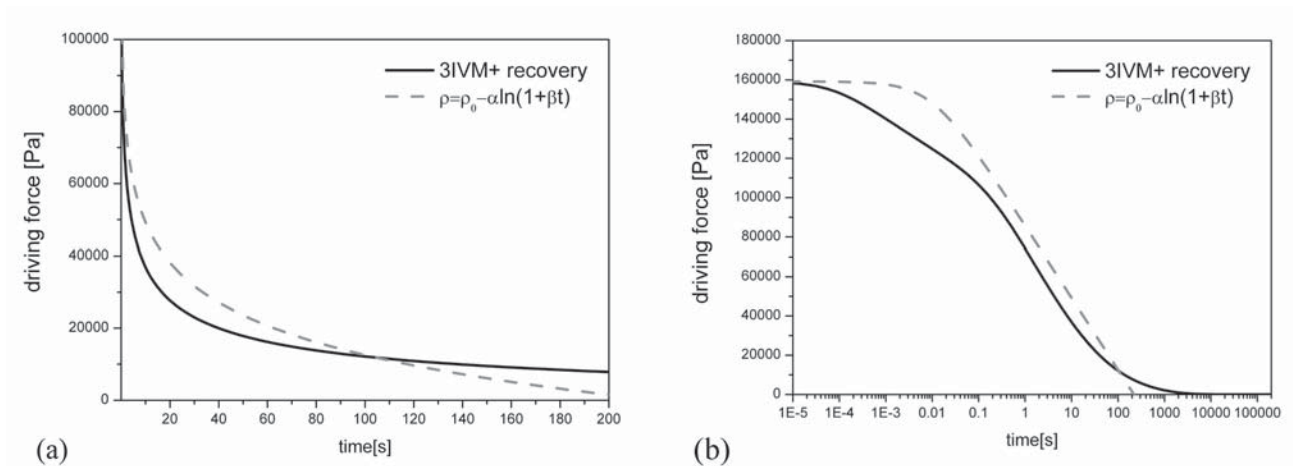 100000
80000
60000
40000
20000
0
driving force [Pa]
3IVM+ recovery
ρ=ρ₀−αln(1+βt)
20 40 60 80 100 120 140 160 180 200
time[s]
(a)
180000
160000
140000
120000
100000
80000
60000
40000
20000
0
driving force [Pa]
3IVM+ recovery
ρ=ρ₀−αln(1+βt)
1E-5 1E-4 1E-3 0.01 0.1 1 10 100 1000 10000 100000
time[s]
(b)